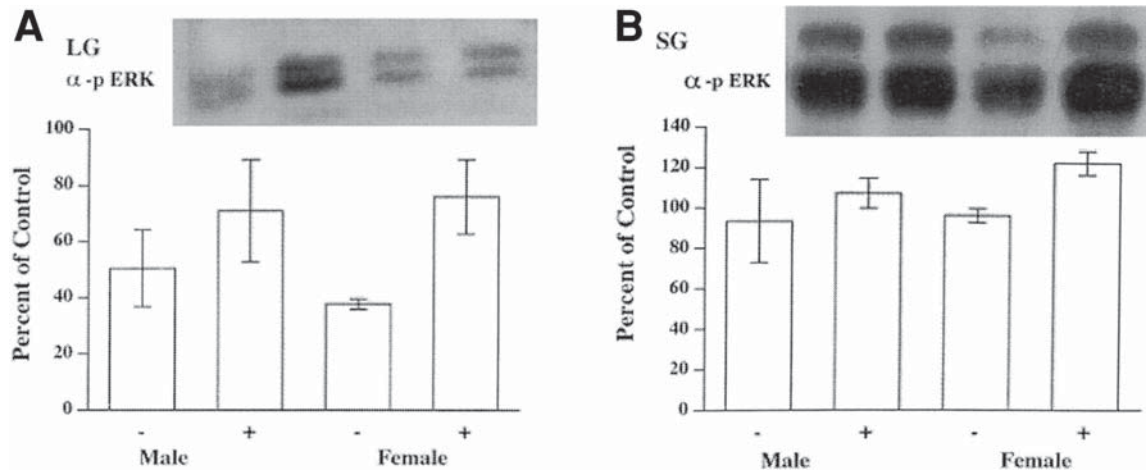 A
LG
α -p ERK
Percent of Control
100
80
60
40
20
0
- + - +
Male Female
B
SG
α -p ERK
Percent of Control
140
120
100
80
60
40
20
0
- + - +
Male Female